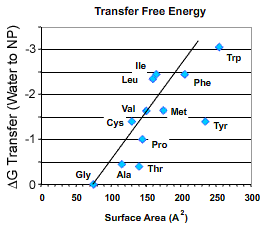 Transfer Free Energy
ΔG Transfer (Water to NP)
-3
-2
-1
0
Trp
Ile
Leu
Phe
Val
Met
Cys
Tyr
Pro
Gly
Ala
Thr
0 50 100 150 200 250 300
Surface Area (A²)